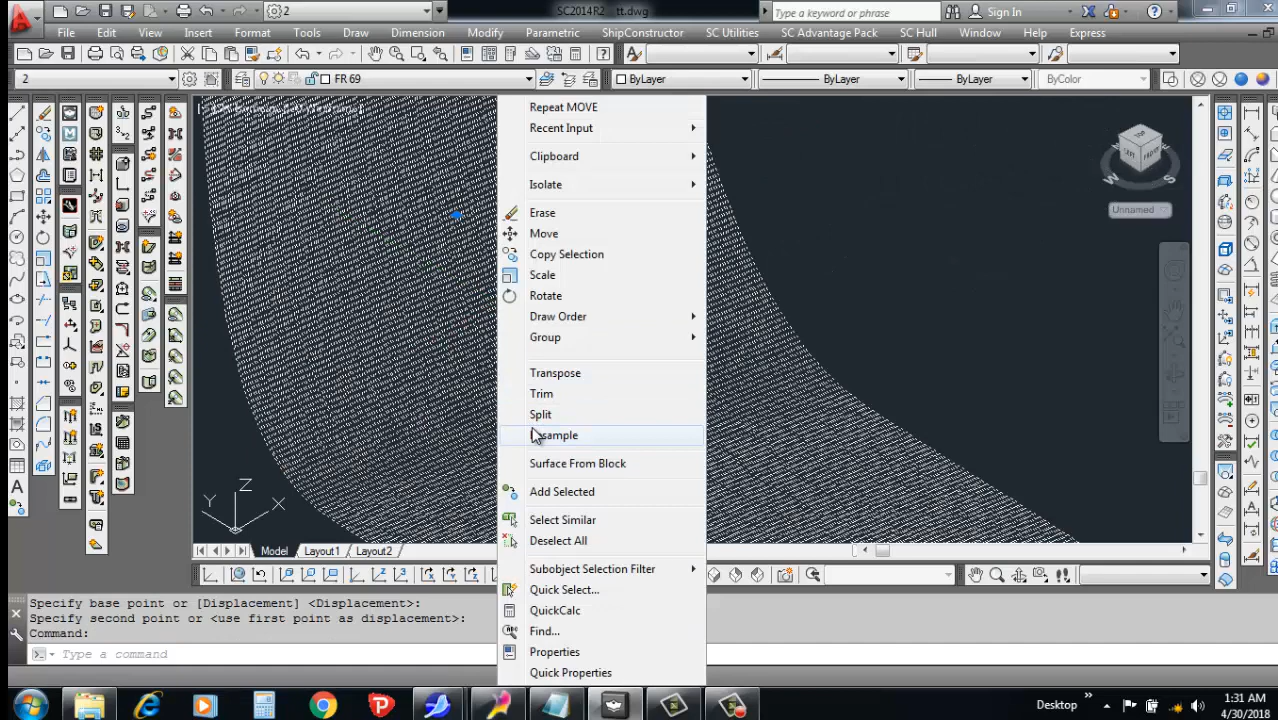 2
SC2014R2 tt.dwg
Type a keyword or phrase
Sign In
File
Edit
View
Insert
Format
Tools
Draw
Dimension
Modify
Parametric
ShipConstructor
SC Utilities
SC Advantage Pack
SC Hull
Window
Help
Express
2
FR 69
ByLayer
ByLayer
ByLayer
ByColor
Repeat MOVE
Recent Input
Clipboard
Isolate
Erase
Move
Copy Selection
Scale
Rotate
Draw Order
Group
Transpose
Trim
Split
Surface From Block
Add Selected
Select Similar
Deselect All
Subobject Selection Filter
Quick Select...
QuickCalc
Find...
Properties
Quick Properties
TOP
FRONT
W
S
Unnamed
Z
Y
X
Model
Layout1
Layout2
Specify base point or [Displacement] <Displacement>:
Specify second point or <use first point as displacement>:
Command:
Type a command
Desktop
1:31 AM
4/30/2018